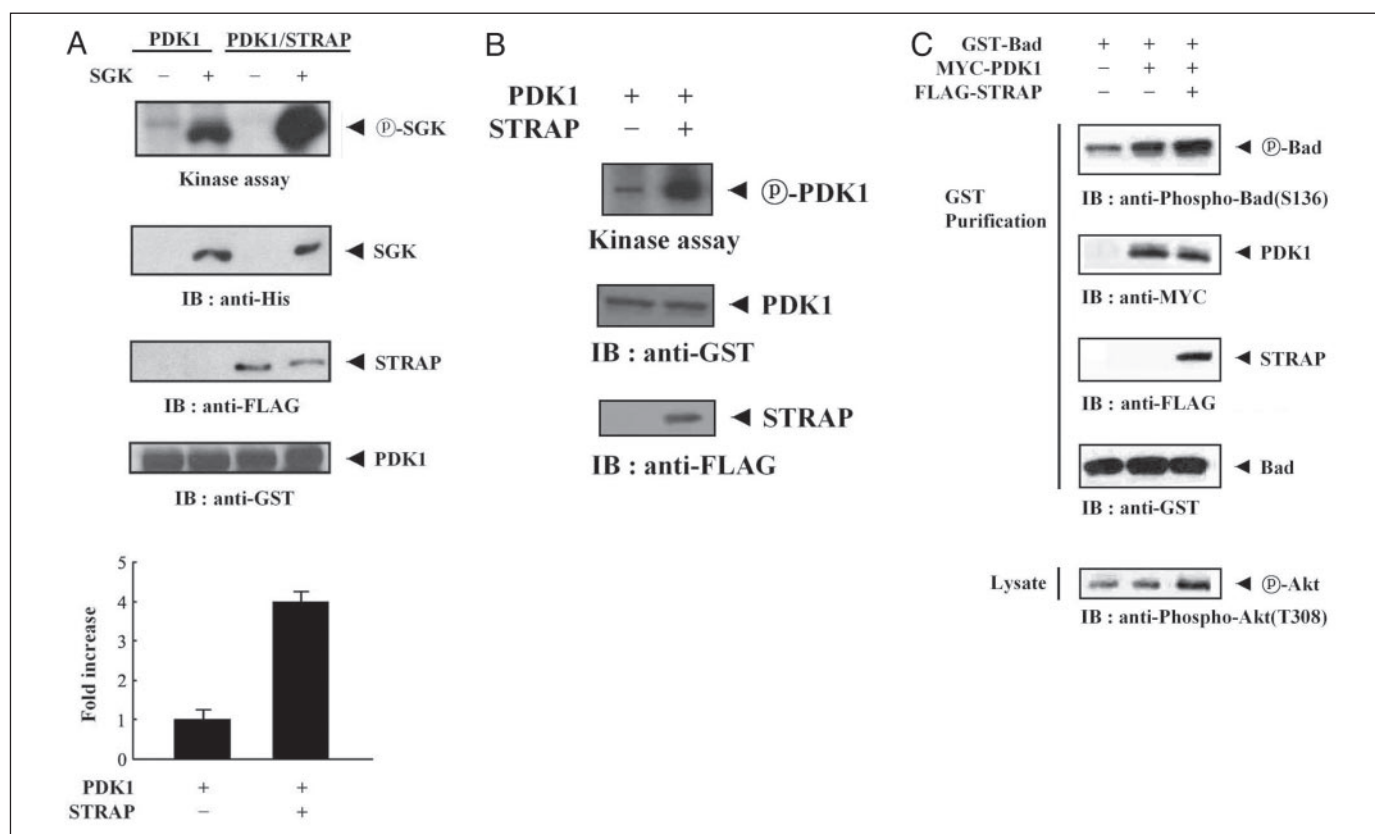 A
PDK1 PDK1/STRAP
SGK − + − +
ⓟ-SGK
Kinase assay
SGK
IB : anti-His
STRAP
IB : anti-FLAG
PDK1
IB : anti-GST
5
4
3
2
1
0
Fold increase
PDK1 + +
STRAP − +
B
PDK1 + +
STRAP − +
ⓟ-PDK1
Kinase assay
PDK1
IB : anti-GST
STRAP
IB : anti-FLAG
C
GST-Bad + + +
MYC-PDK1 − + +
FLAG-STRAP − − +
GST
Purification
ⓟ-Bad
IB : anti-Phospho-Bad(S136)
PDK1
IB : anti-MYC
STRAP
IB : anti-FLAG
Bad
IB : anti-GST
Lysate
ⓟ-Akt
IB : anti-Phospho-Akt(T308)